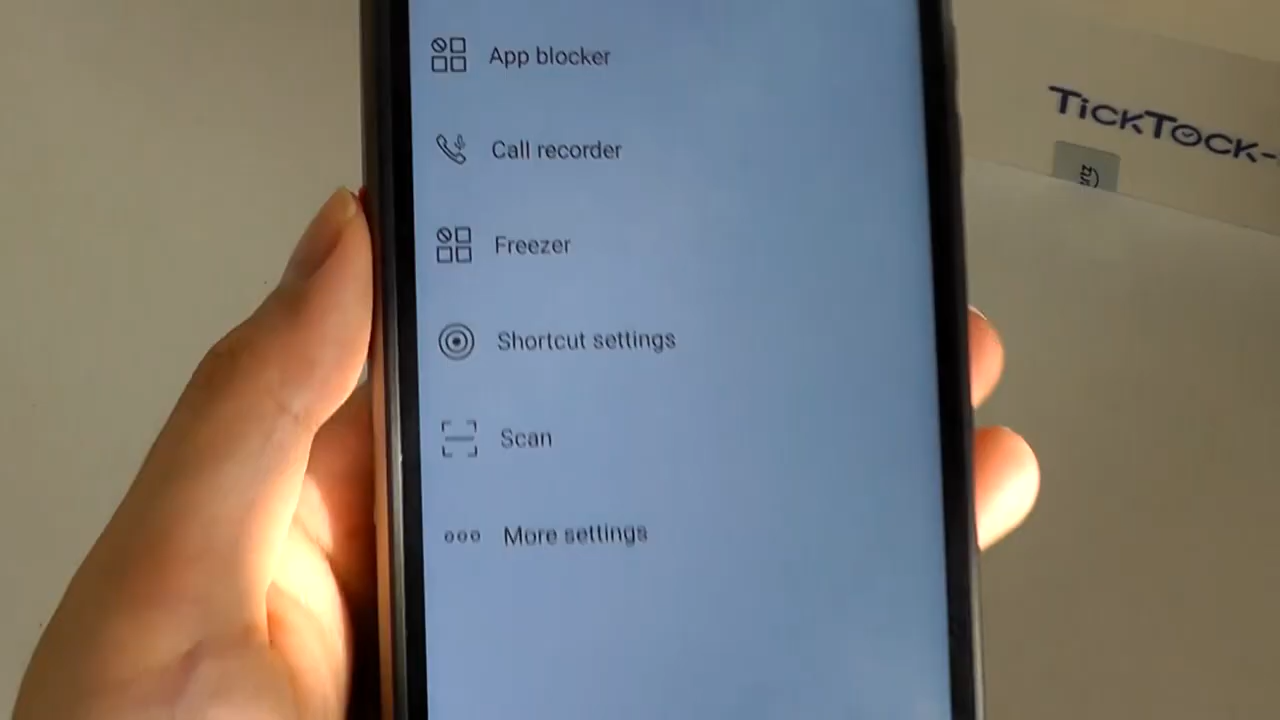 App blocker
TickTock-
Call recorder
Freezer
Shortcut settings
Scan
More settings